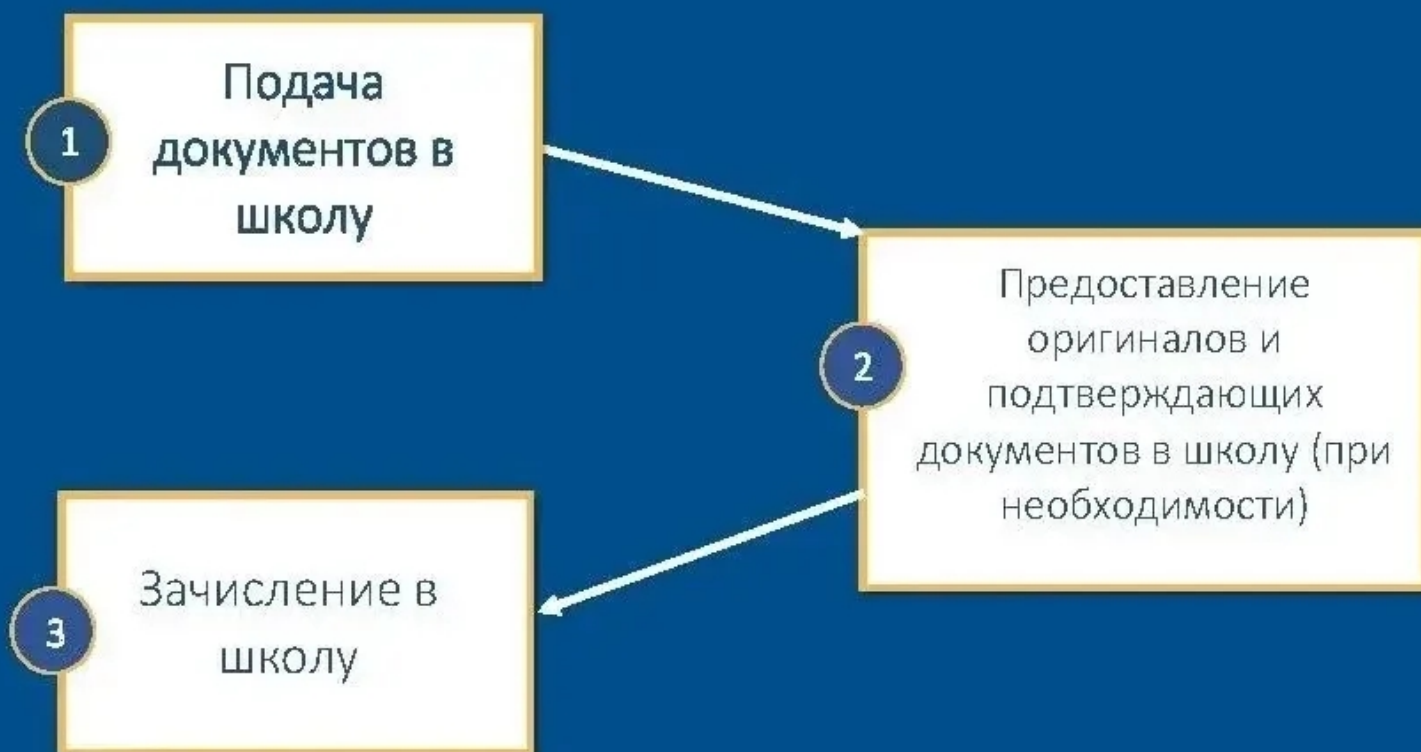 1
Подача
документов в
школу
2
Предоставление
оригиналов и
подтверждающих
документов в школу (при
необходимости)
3
Зачисление в
школу